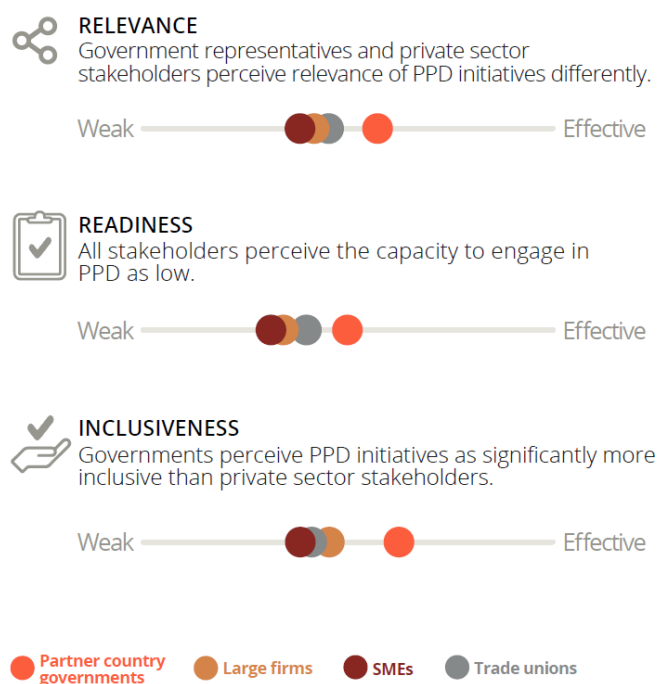 RELEVANCE
Government representatives and private sector
stakeholders perceive relevance of PPD initiatives differently.
Weak
Effective
READINESS
All stakeholders perceive the capacity to engage in
PPD as low.
Weak
Effective
INCLUSIVENESS
Governments perceive PPD initiatives as significantly more
inclusive than private sector stakeholders.
Weak
Effective
Partner country
governments
Large firms
SMEs
Trade unions